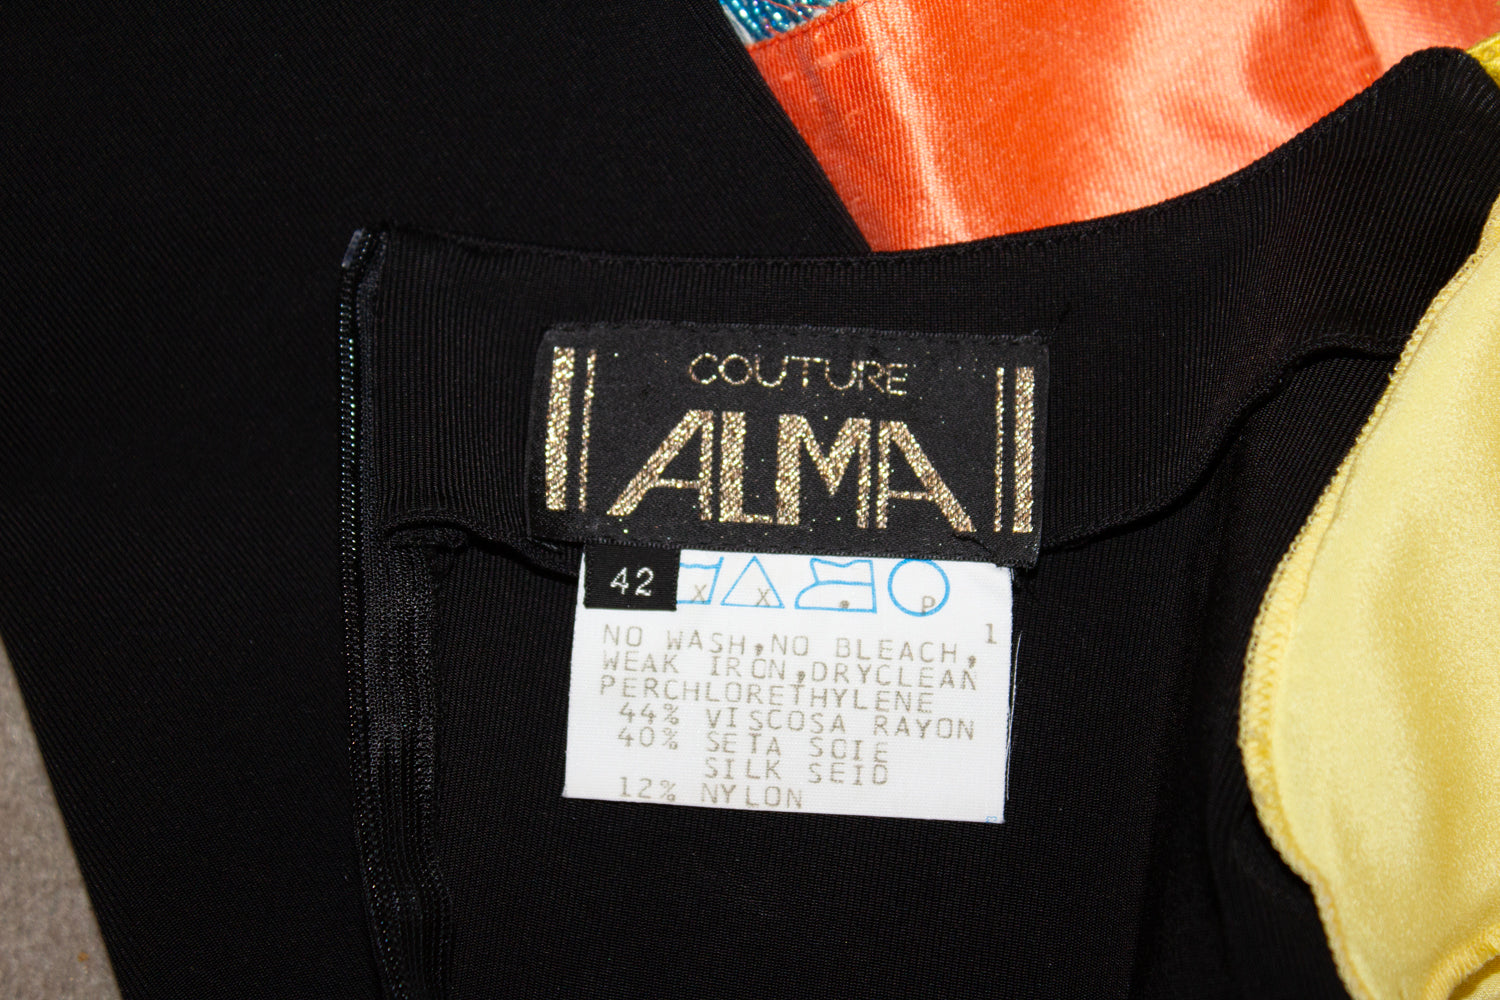 COUTURE
ALMA
42
X X P
1
NO WASH,NO BLEACH,
WEAK IRON,DRYCLEAN
PERCHLORETHYLENE
44% VISCOSA RAYON
40% SETA SOIE
SILK SEID
12% NYLON